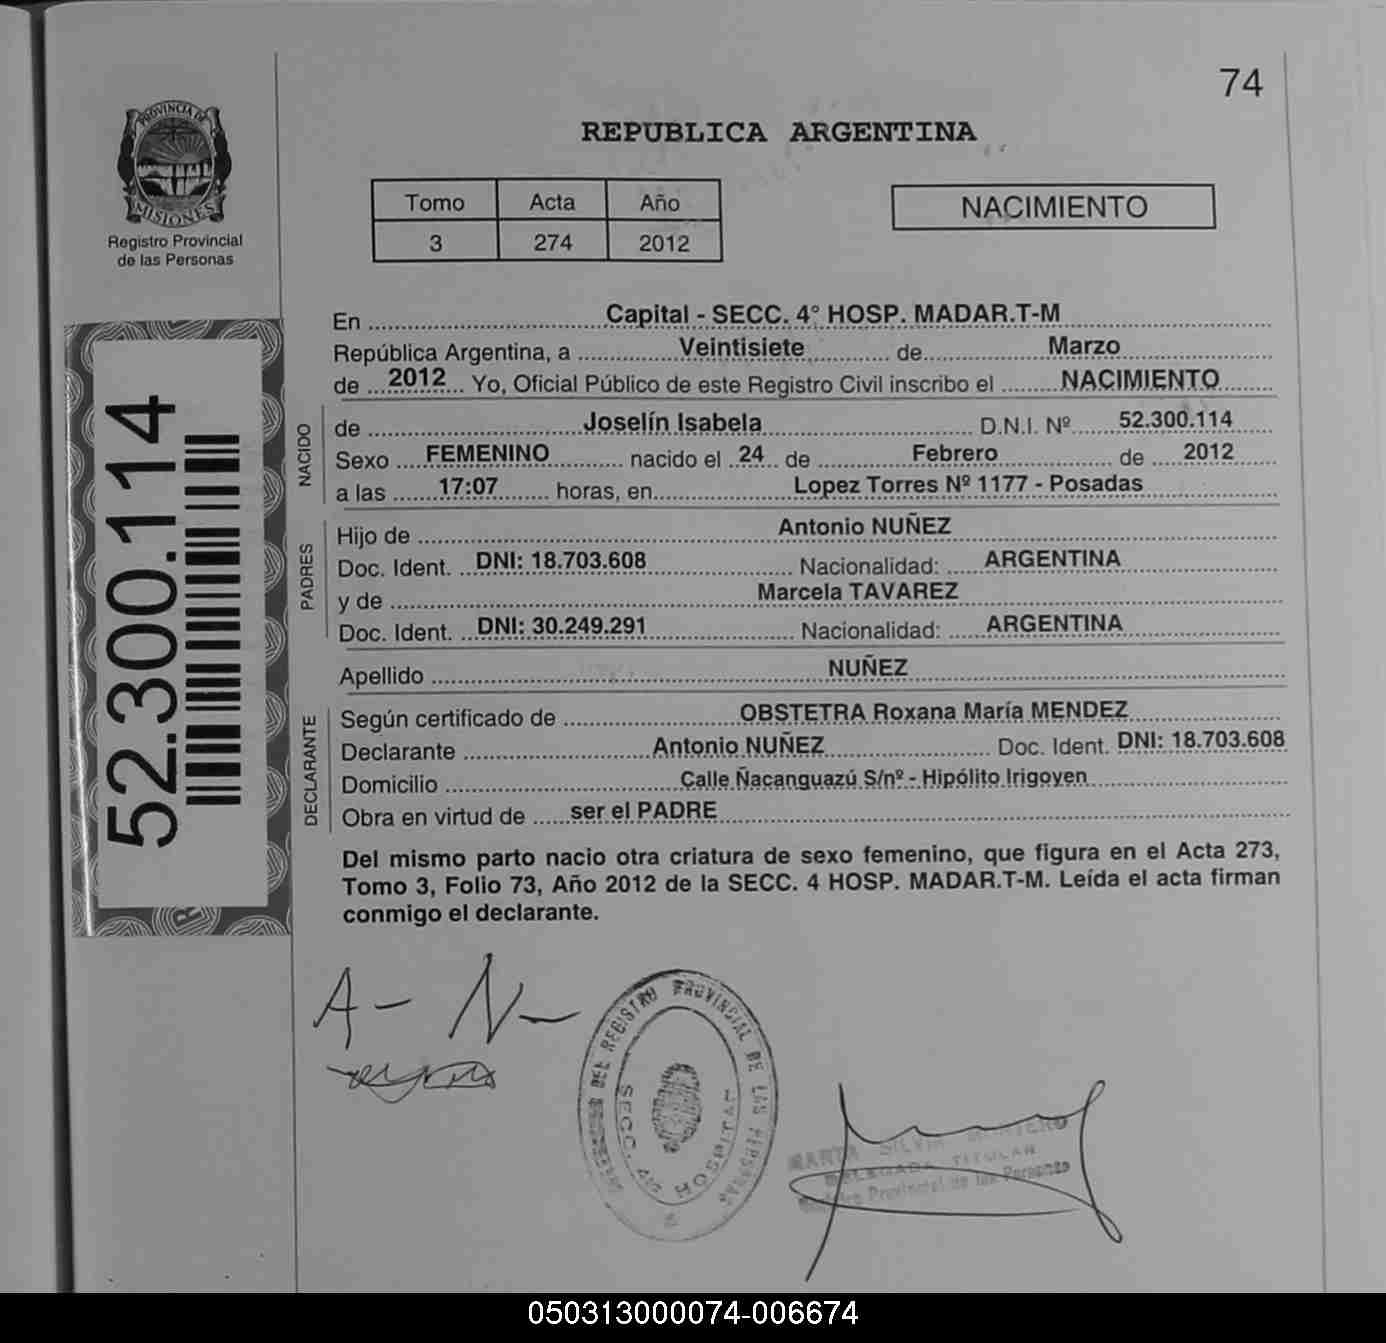 74
PROVINCIA DE
MISIONES
Registro Provincial
de las Personas
REPUBLICA ARGENTINA
Tomo Acta Año
3 274 2012
NACIMIENTO
52.300.114
En Capital - SECC. 4° HOSP. MADAR.T-M
República Argentina, a Veintisiete de Marzo
de 2012 Yo, Oficial Público de este Registro Civil inscribo el NACIMIENTO
NACIDO
de Joselín Isabela D.N.I. Nº 52.300.114
Sexo FEMENINO nacido el 24 de Febrero de 2012
a las 17:07 horas, en Lopez Torres Nº 1177 - Posadas
PADRES
Hijo de Antonio NUÑEZ
Doc. Ident. DNI: 18.703.608 Nacionalidad: ARGENTINA
y de Marcela TAVAREZ
Doc. Ident. DNI: 30.249.291 Nacionalidad: ARGENTINA
Apellido NUÑEZ
DECLARANTE
Según certificado de OBSTETRA Roxana María MENDEZ
Declarante Antonio NUÑEZ Doc. Ident. DNI: 18.703.608
Domicilio Calle Ñacanguazú S/nº - Hipólito Irigoyen
Obra en virtud de ser el PADRE
Del mismo parto nacio otra criatura de sexo femenino, que figura en el Acta 273,
Tomo 3, Folio 73, Año 2012 de la SECC. 4 HOSP. MADAR.T-M. Leída el acta firman
conmigo el declarante.
A - N -
DEL REGISTRO PROVINCIAL DE LAS PERSONAS
SECC. 4ta HOSPITAL
MARTA SILVIA MONTERO
DELEGADA TITULAR
Registro Provincial de las Personas
050313000074-006674